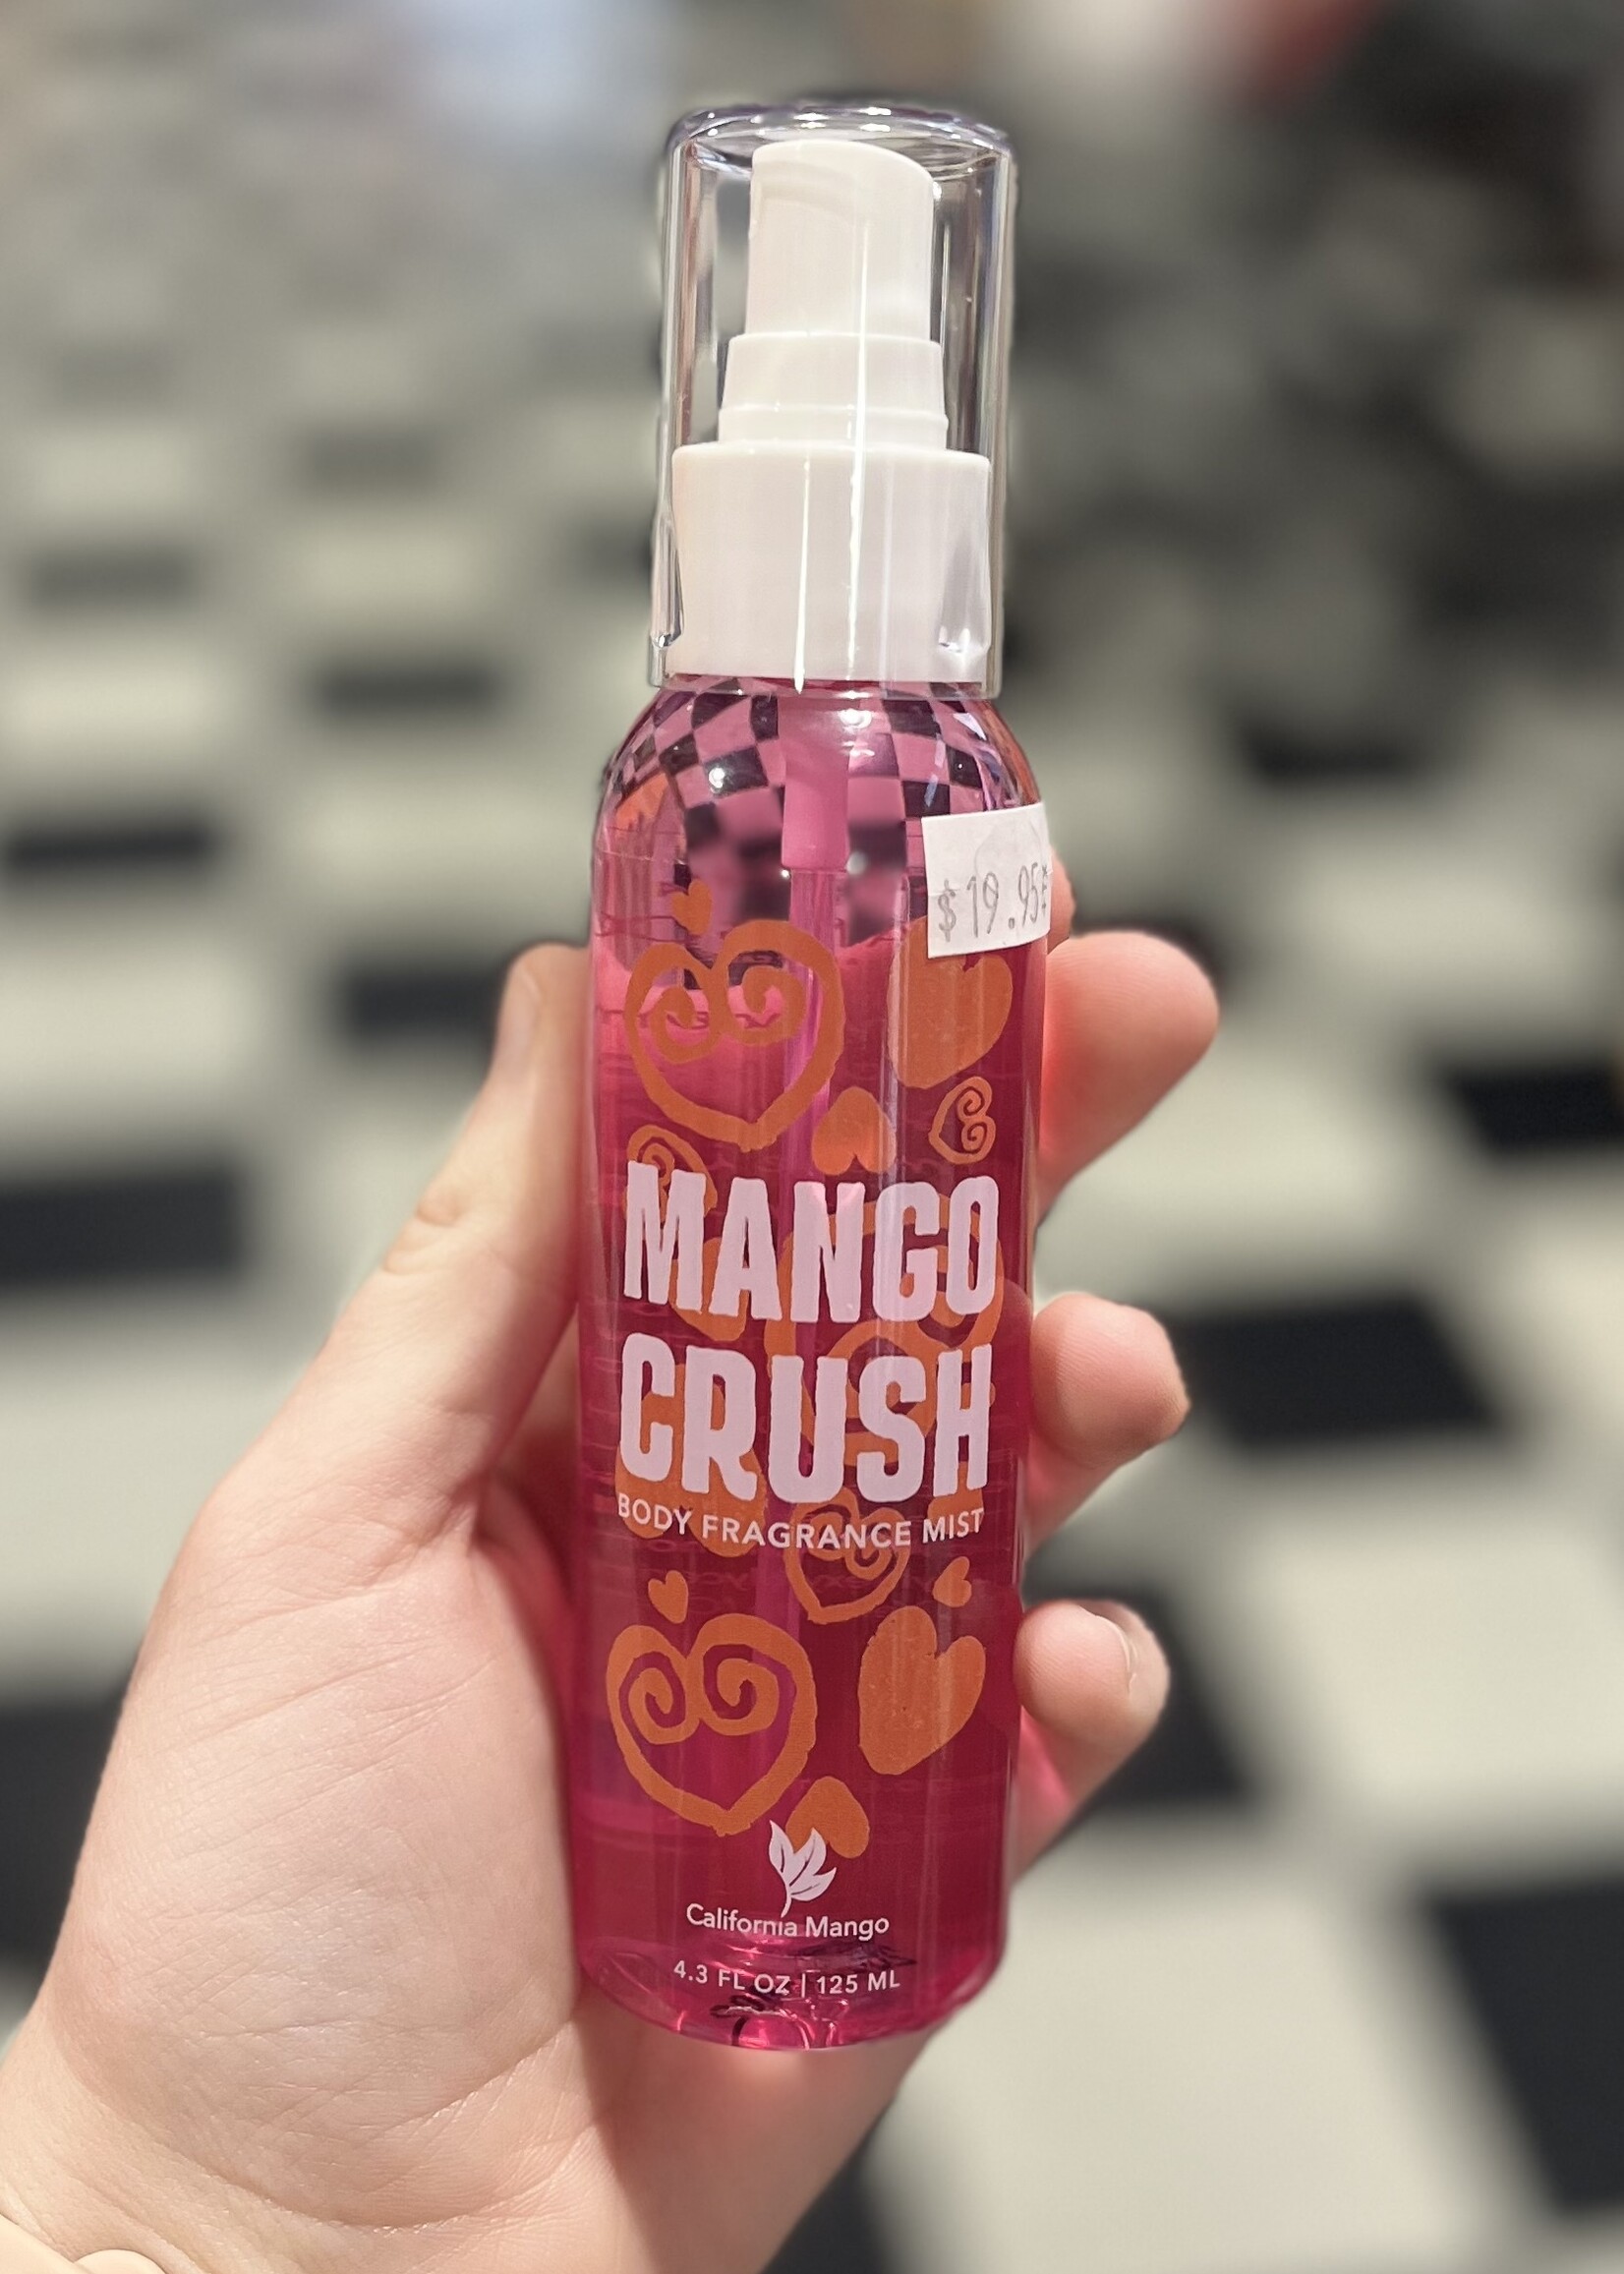 $19.95
MANGO
CRUSH
BODY FRAGRANCE MIST
California Mango
4.3 FL OZ | 125 ML